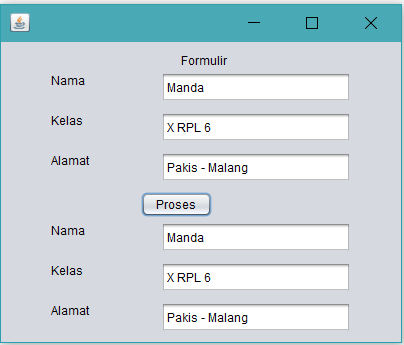 Formulir
Nama Manda
Kelas X RPL 6
Alamat Pakis - Malang
Proses
Nama Manda
Kelas X RPL 6
Alamat Pakis - Malang